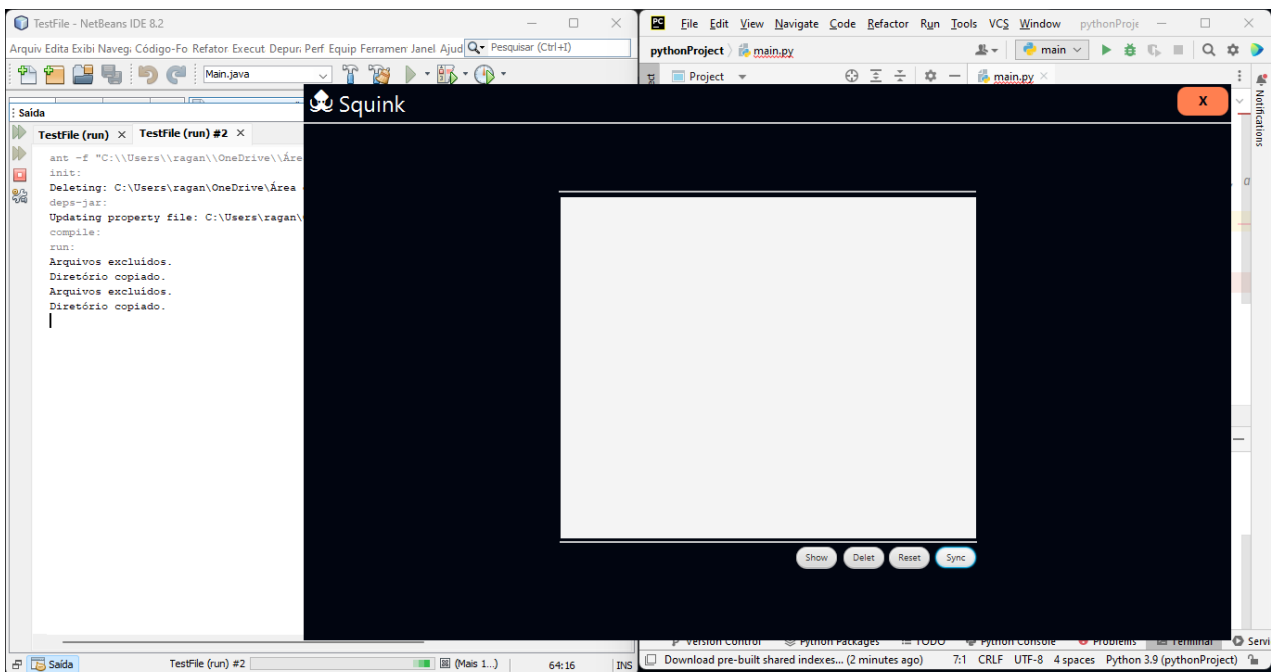 TestFile - NetBeans IDE 8.2
Arquiv Edita Exibi Naveg Código-Fo Refator Execut Depura Perf Equip Ferramen Janel Ajud Pesquisar (Ctrl+I)
Main.java
Saída
TestFile (run) × TestFile (run) #2 ×
ant -f "C:\\Users\\ragan\\OneDrive\\Áre
init:
Deleting: C:\Users\ragan\OneDrive\Área
deps-jar:
Updating property file: C:\Users\ragan\
compile:
run:
Arquivos excluídos.
Diretório copiado.
Arquivos excluídos.
Diretório copiado.
Saída TestFile (run) #2 (Mais 1...) 64:16 INS
PC File Edit View Navigate Code Refactor Run Tools VCS Window pythonProje
pythonProject main.py main
Project main.py
Notifications
Squink X
Show Delet Reset Sync
Version Control Python Packages TODO Python Console Problems Terminal Servi
Download pre-built shared indexes... (2 minutes ago) 7:1 CRLF UTF-8 4 spaces Python 3.9 (pythonProject)